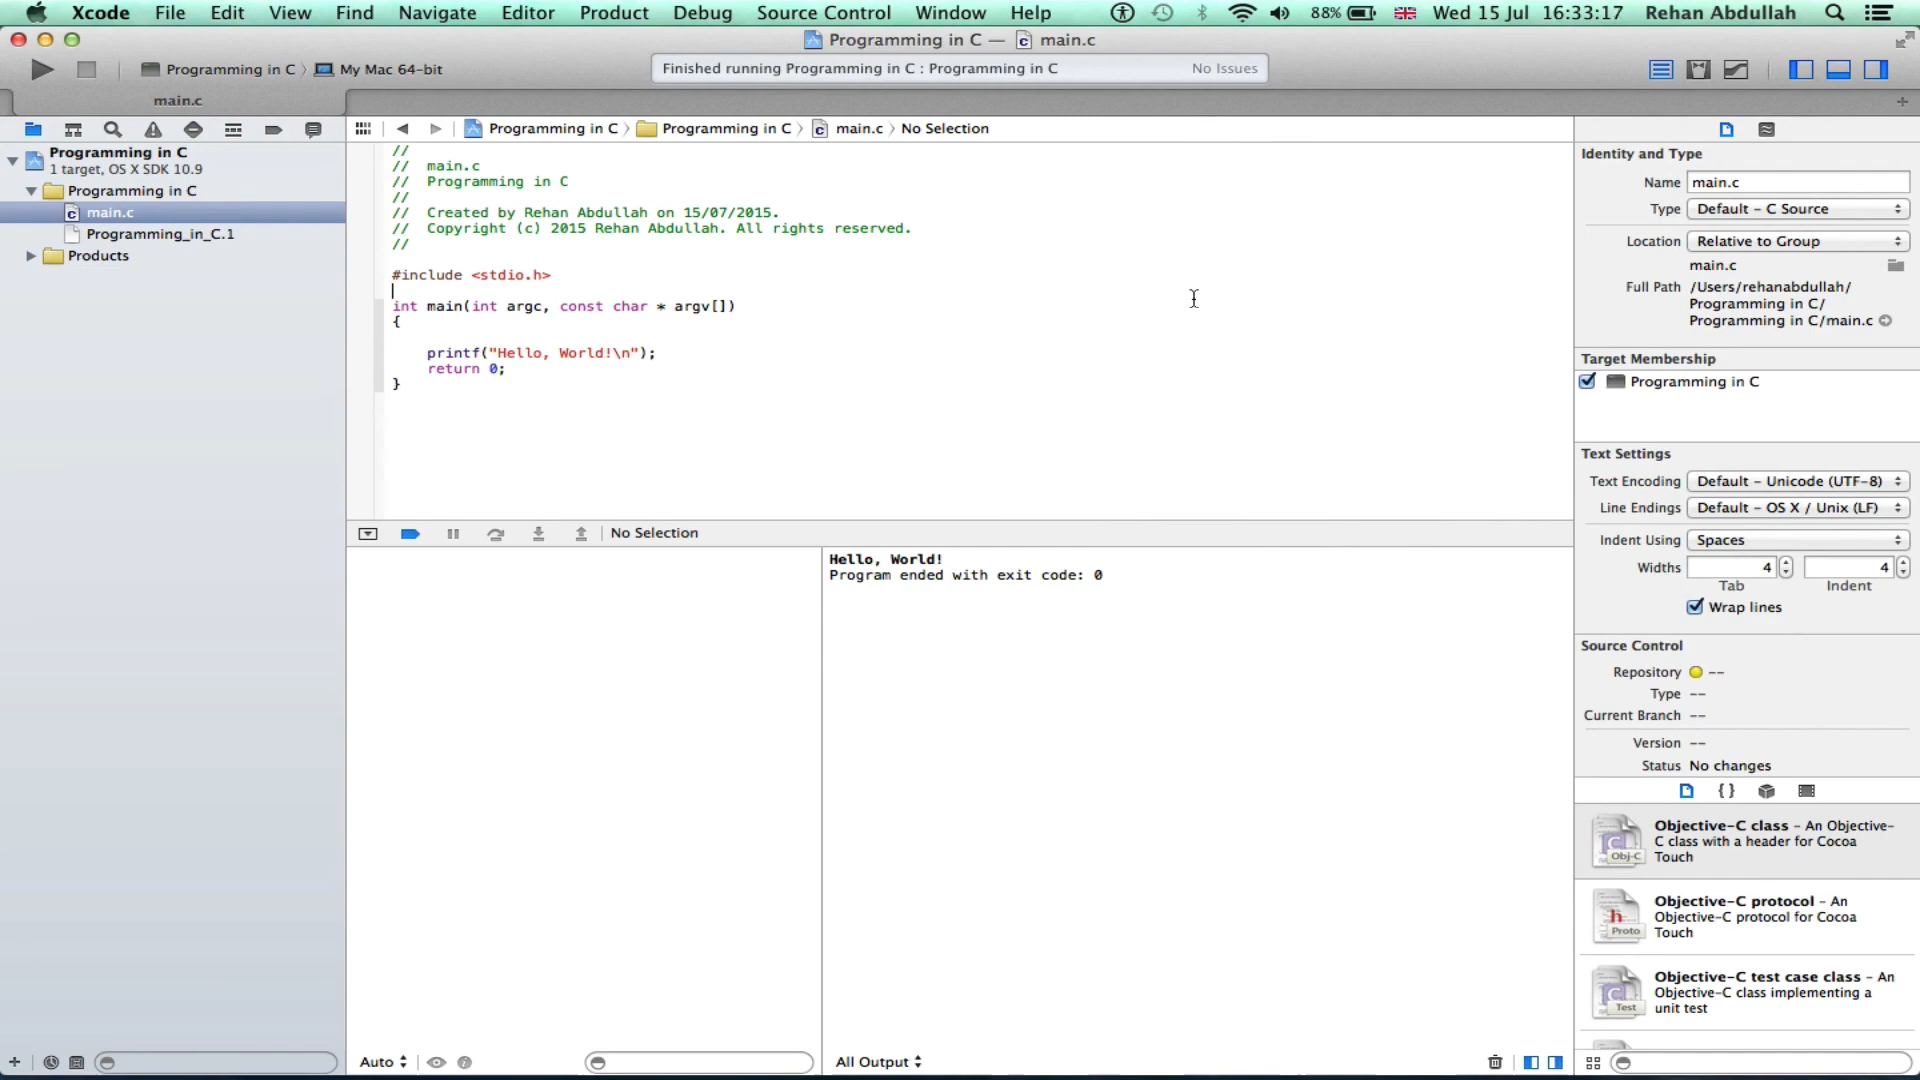 Xcode File Edit View Find Navigate Editor Product Debug Source Control Window Help 88% Wed 15 Jul 16:33:17 Rehan Abdullah
Programming in C — main.c
Programming in C My Mac 64-bit
Finished running Programming in C : Programming in C No Issues
main.c
Programming in C
1 target, OS X SDK 10.9
Programming in C
main.c
Programming_in_C.1
Products
Programming in C Programming in C main.c No Selection
//
// main.c
// Programming in C
//
// Created by Rehan Abdullah on 15/07/2015.
// Copyright (c) 2015 Rehan Abdullah. All rights reserved.
//
#include <stdio.h>
int main(int argc, const char * argv[])
{
printf("Hello, World!\n");
return 0;
}
No Selection
Hello, World!
Program ended with exit code: 0
Auto
All Output
Identity and Type
Name main.c
Type Default - C Source
Location Relative to Group
main.c
Full Path /Users/rehanabdullah/
Programming in C/
Programming in C/main.c
Target Membership
Programming in C
Text Settings
Text Encoding Default - Unicode (UTF-8)
Line Endings Default - OS X / Unix (LF)
Indent Using Spaces
Widths 4 4
Tab Indent
Wrap lines
Source Control
Repository --
Type --
Current Branch --
Version --
Status No changes
{ }
Obj-C
Objective-C class - An Objective-
C class with a header for Cocoa
Touch
h
Proto
Objective-C protocol - An
Objective-C protocol for Cocoa
Touch
Test
Objective-C test case class - An
Objective-C class implementing a
unit test